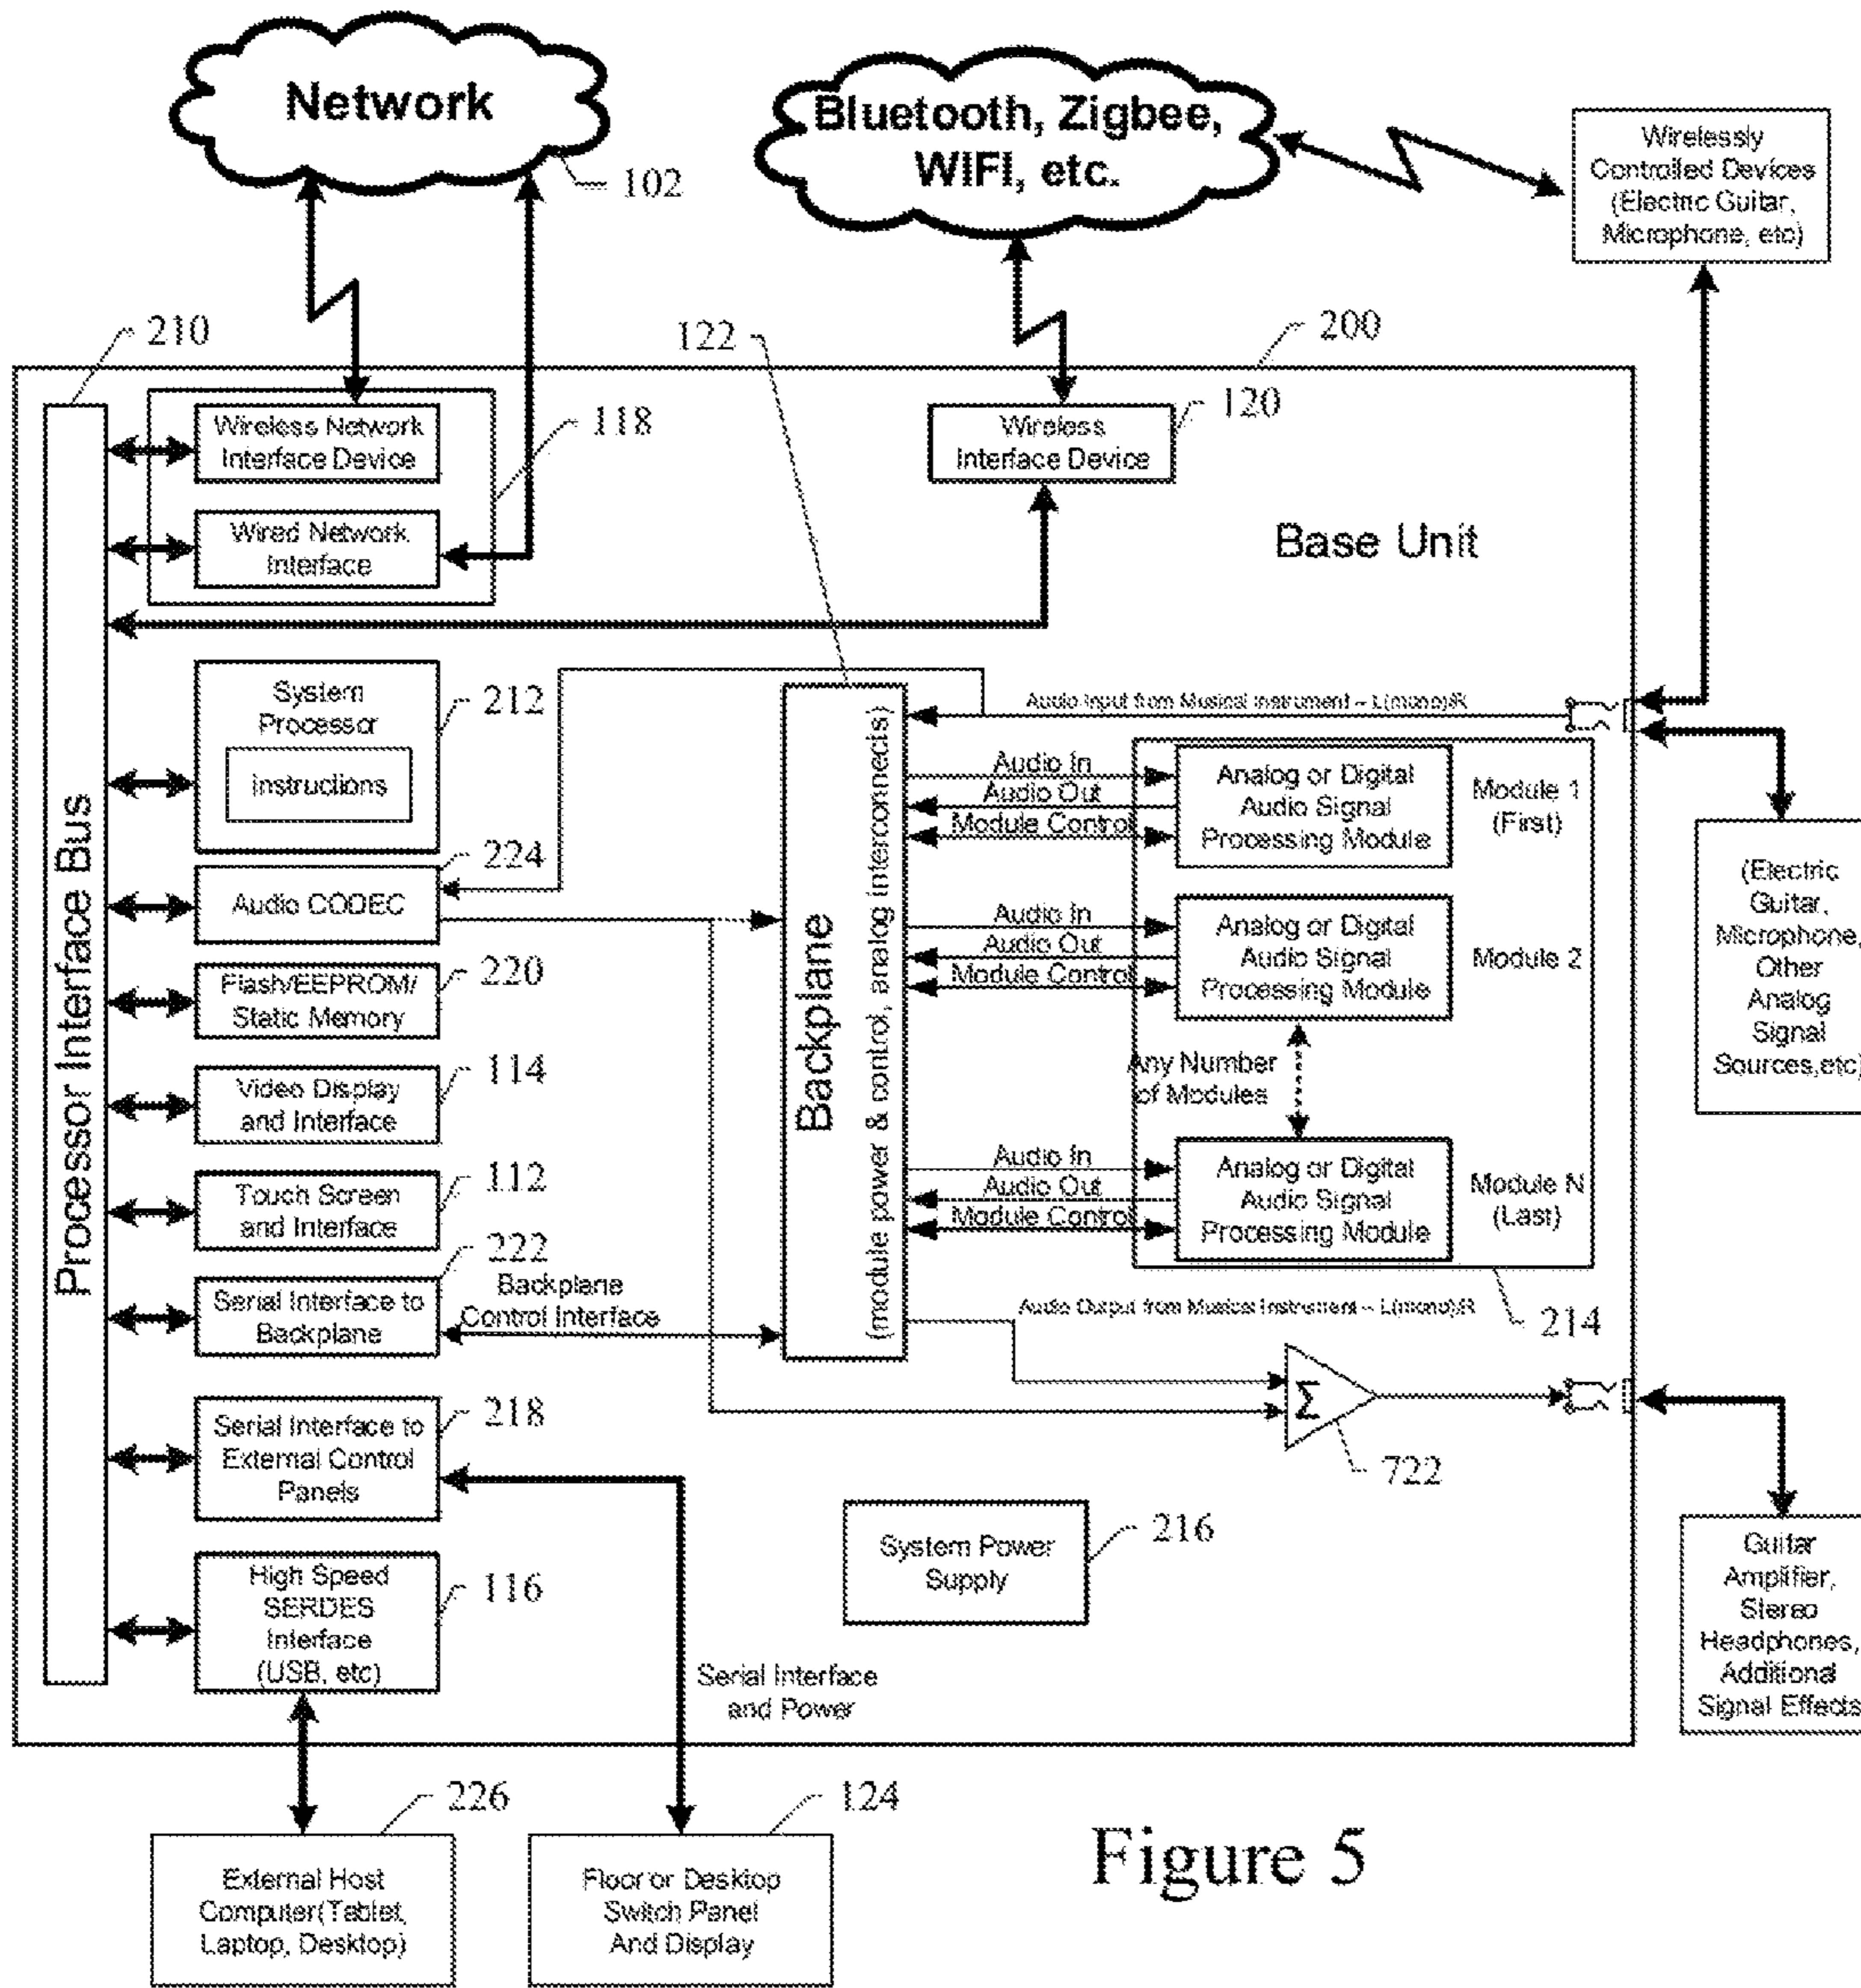 Network
102
Bluetooth, Zigbee,
WIFI, etc.
Wirelessly
Controlled Devices
(Electric Guitar,
Microphone, etc)
210
122
200
Processor Interface Bus
Wireless Network
Interface Device
118
Wired Network
Interface
Wireless
Interface Device
120
Base Unit
System
Processor
Instructions
212
Audio CODEC
224
Flash/EEPROM/
Static Memory
220
Video Display
and Interface
114
Touch Screen
and Interface
112
Serial Interface to
Backplane
222
Backplane
Control Interface
Serial Interface to
External Control
Panels
218
High Speed
SERDES
Interface
(USB, etc)
116
Serial Interface
and Power
Backplane
(module power & control, analog interconnects)
Audio Input from Musical Instrument – L(mono)/R
Audio In
Audio Out
Module Control
Analog or Digital
Audio Signal
Processing Module
Module 1
(First)
Audio In
Audio Out
Module Control
Analog or Digital
Audio Signal
Processing Module
Module 2
Any Number
of Modules
Audio In
Audio Out
Module Control
Analog or Digital
Audio Signal
Processing Module
Module N
(Last)
214
Audio Output from Musical Instrument – L(mono)/R
Σ
722
System Power
Supply
216
(Electric
Guitar,
Microphone,
Other
Analog
Signal
Sources,etc)
Guitar
Amplifier,
Stereo
Headphones,
Additional
Signal Effects
226
External Host
Computer(Tablet,
Laptop, Desktop)
124
Floor or Desktop
Switch Panel
And Display
Figure 5